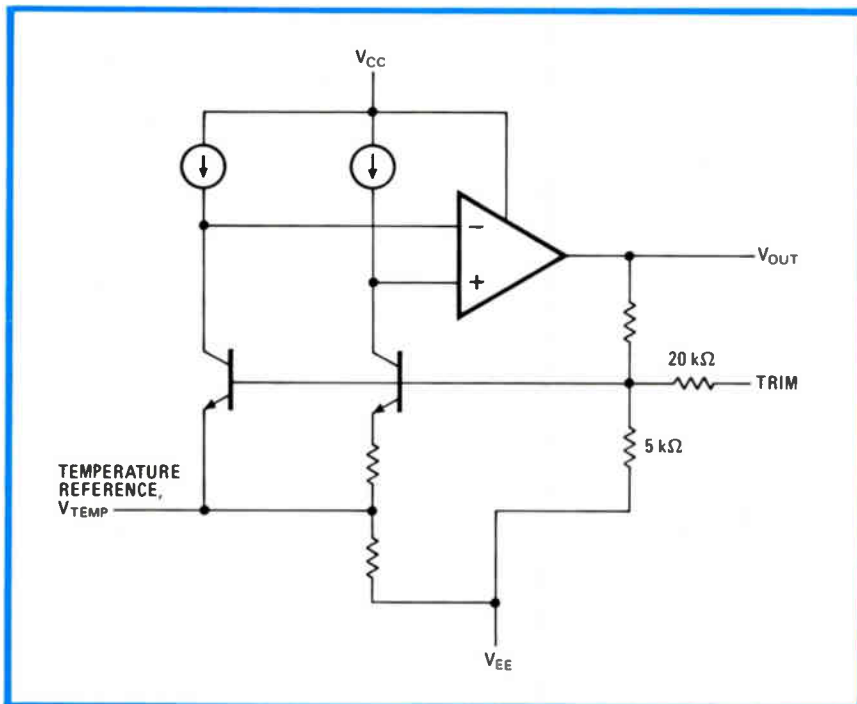 VCC
−
+
VOUT
20 kΩ
TRIM
5 kΩ
TEMPERATURE
REFERENCE,
VTEMP
VEE